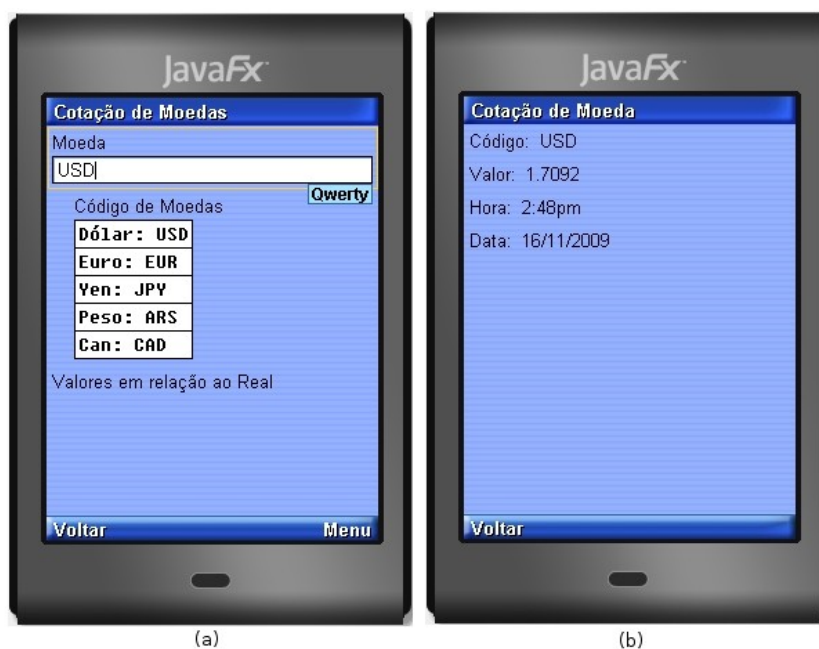 JavaFx
Cotação de Moedas
Moeda
USD
Qwerty
Código de Moedas
Dólar: USD
Euro: EUR
Yen: JPY
Peso: ARS
Can: CAD
Valores em relação ao Real
Voltar
Menu
(a)
JavaFx
Cotação de Moeda
Código: USD
Valor: 1.7092
Hora: 2:48pm
Data: 16/11/2009
Voltar
(b)